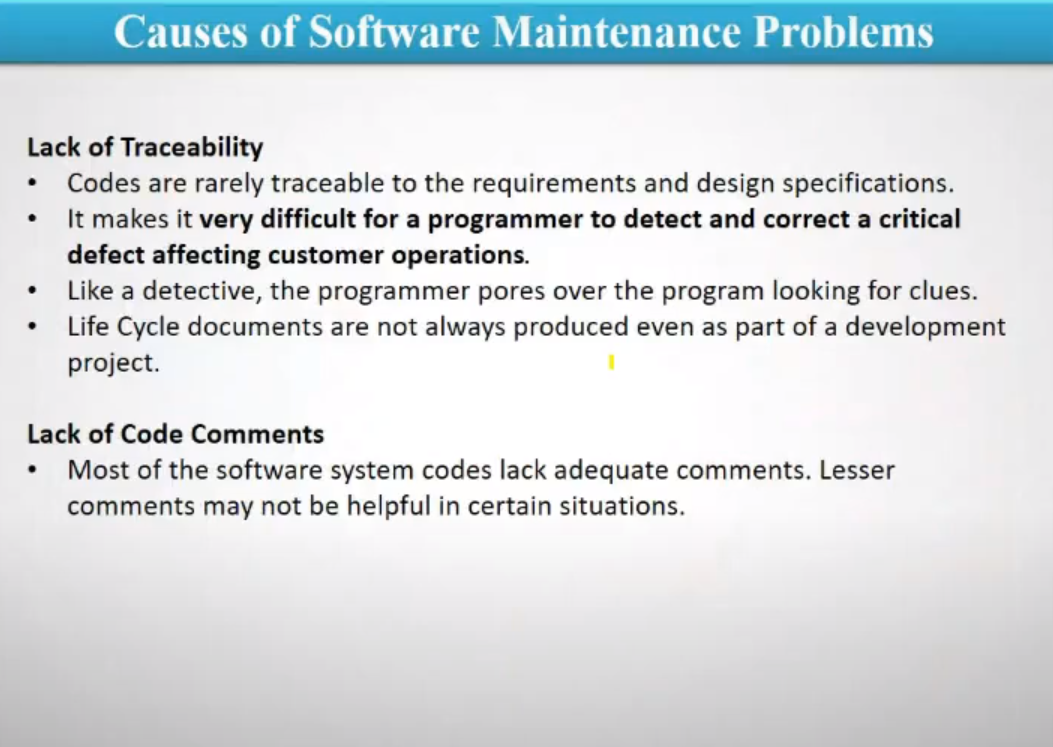 Causes of Software Maintenance Problems
Lack of Traceability
• Codes are rarely traceable to the requirements and design specifications.
• It makes it very difficult for a programmer to detect and correct a critical
defect affecting customer operations.
• Like a detective, the programmer pores over the program looking for clues.
• Life Cycle documents are not always produced even as part of a development
project.
Lack of Code Comments
• Most of the software system codes lack adequate comments. Lesser
comments may not be helpful in certain situations.